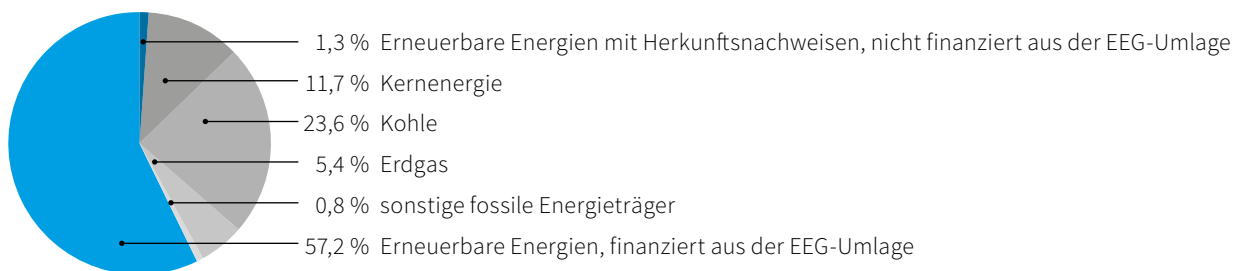 1,3 % Erneuerbare Energien mit Herkunftsnachweisen, nicht finanziert aus der EEG-Umlage
11,7 % Kernenergie
23,6 % Kohle
5,4 % Erdgas
0,8 % sonstige fossile Energieträger
57,2 % Erneuerbare Energien, finanziert aus der EEG-Umlage